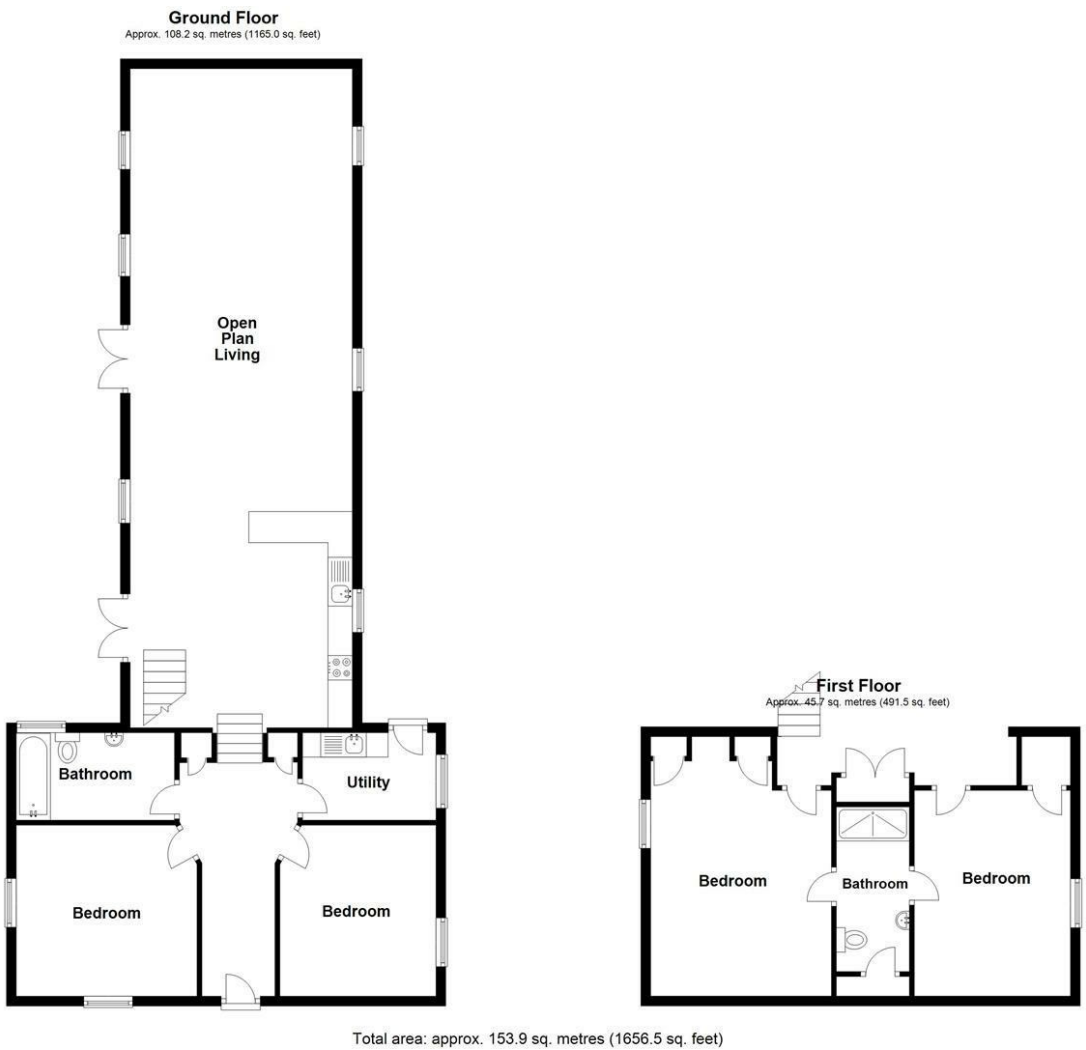 Ground Floor
Approx. 108.2 sq. metres (1165.0 sq. feet)
Open
Plan
Living
Bathroom
Utility
Bedroom
Bedroom
First Floor
Approx. 45.7 sq. metres (491.5 sq. feet)
Bedroom
Bathroom
Bedroom
Total area: approx. 153.9 sq. metres (1656.5 sq. feet)